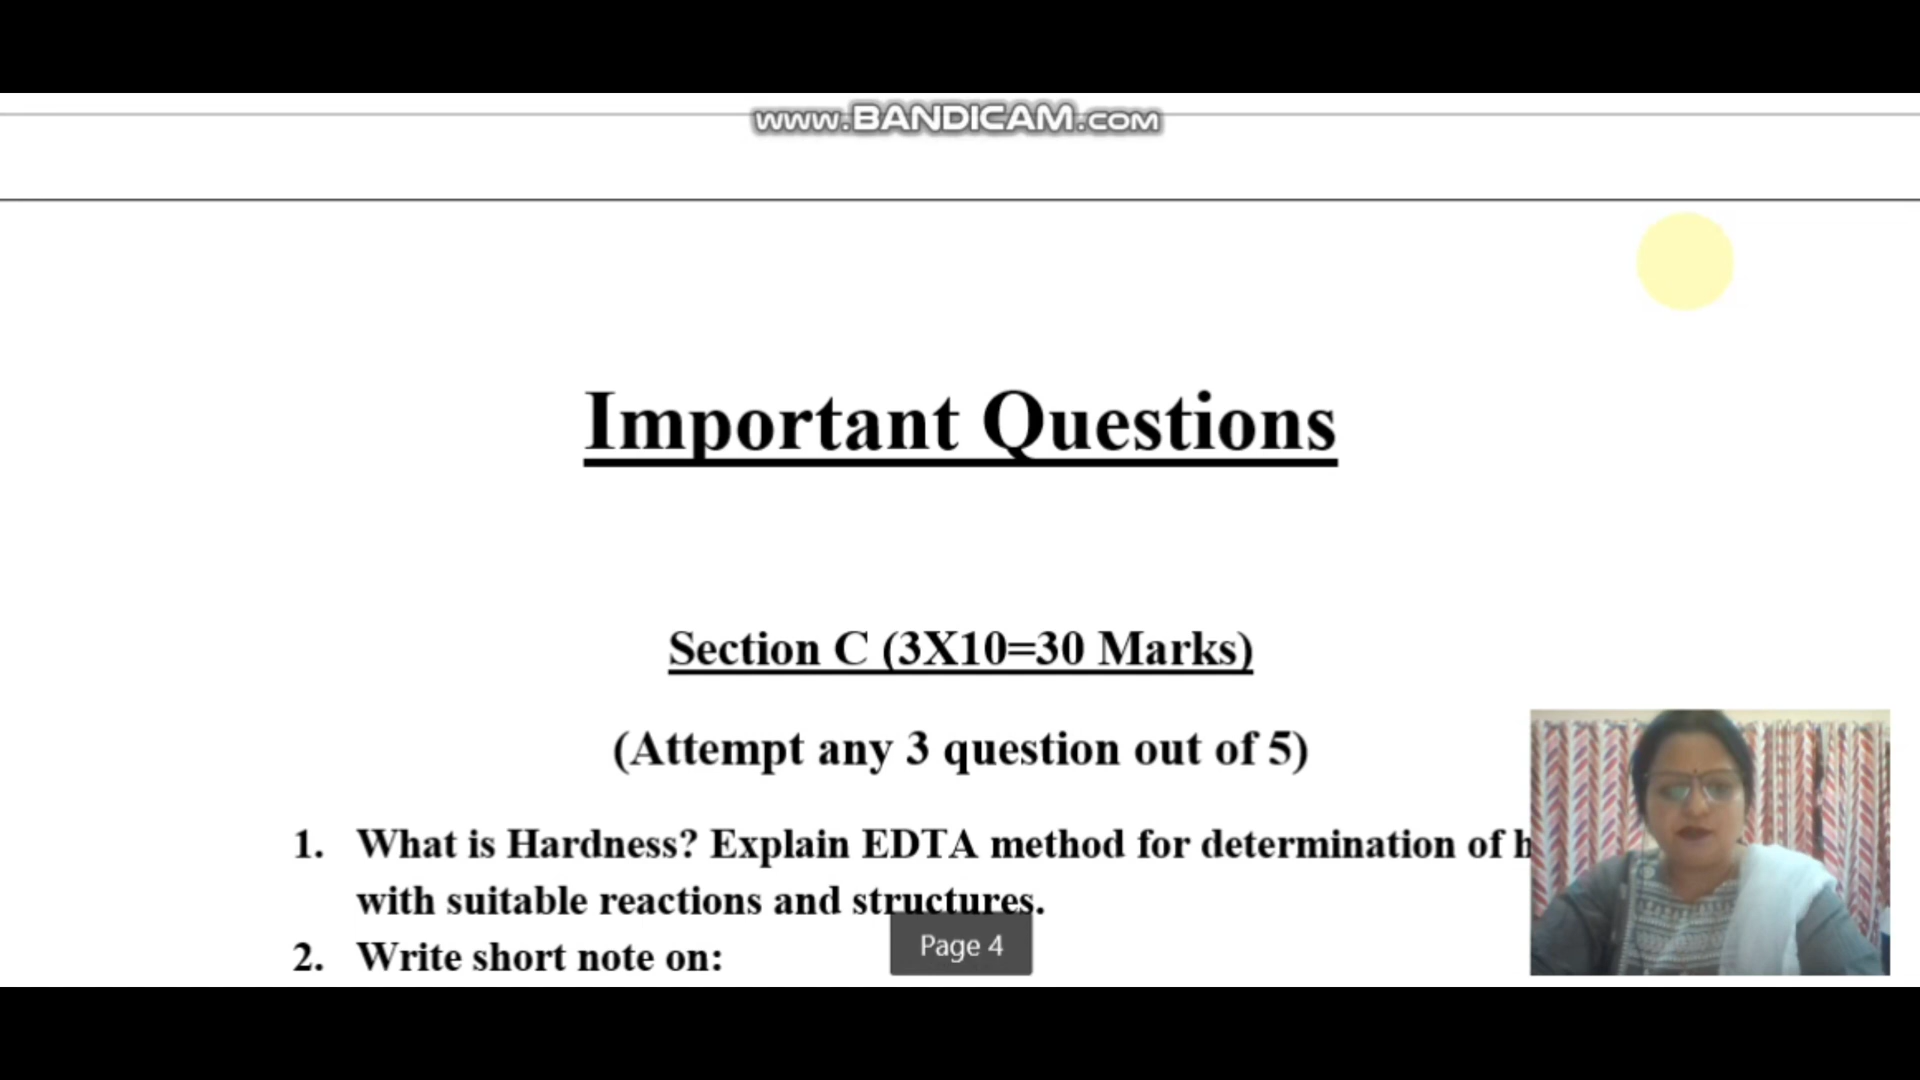 www.BANDICAM.com
Important Questions
Section C (3X10=30 Marks)
(Attempt any 3 question out of 5)
1. What is Hardness? Explain EDTA method for determination of
with suitable reactions and structures.
2. Write short note on:
Page 4